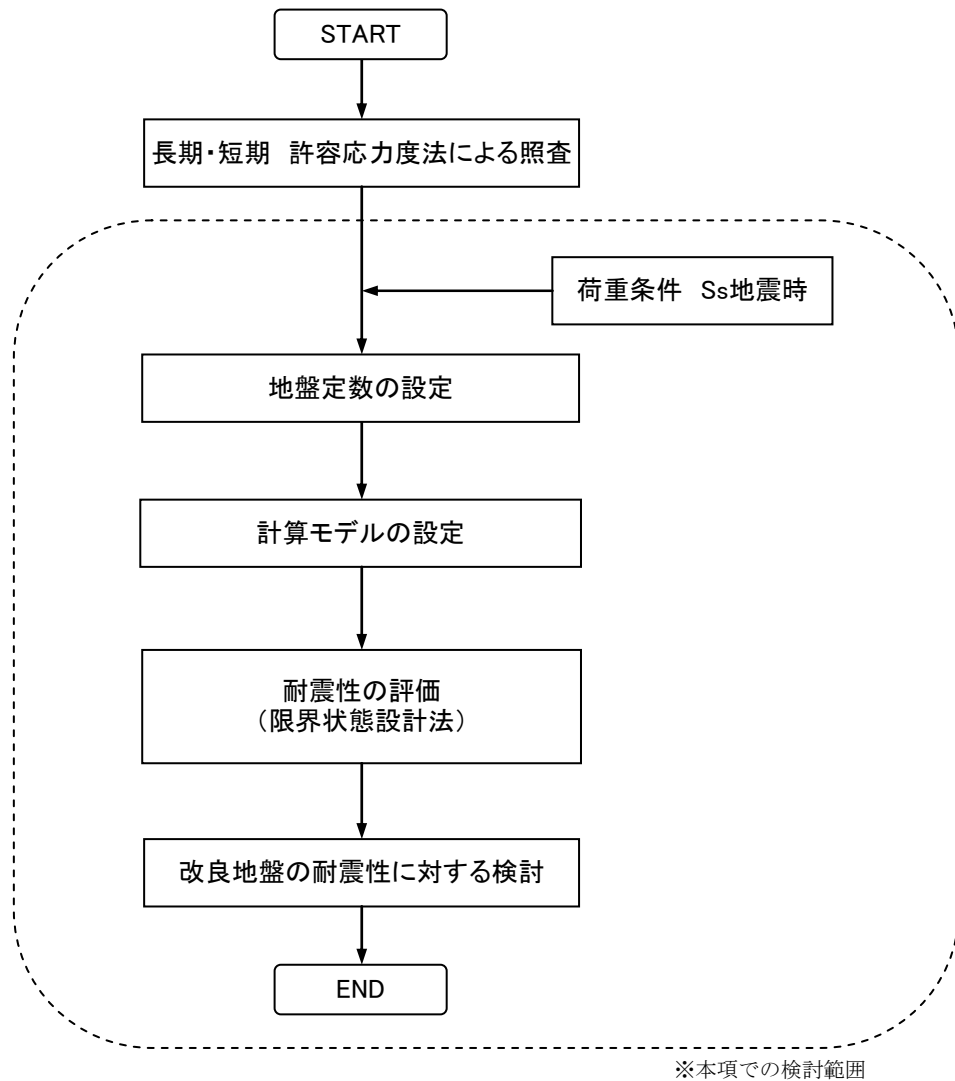 START
長期・短期　許容応力度法による照査
荷重条件　Ss地震時
地盤定数の設定
計算モデルの設定
耐震性の評価
（限界状態設計法）
改良地盤の耐震性に対する検討
END
※本項での検討範囲